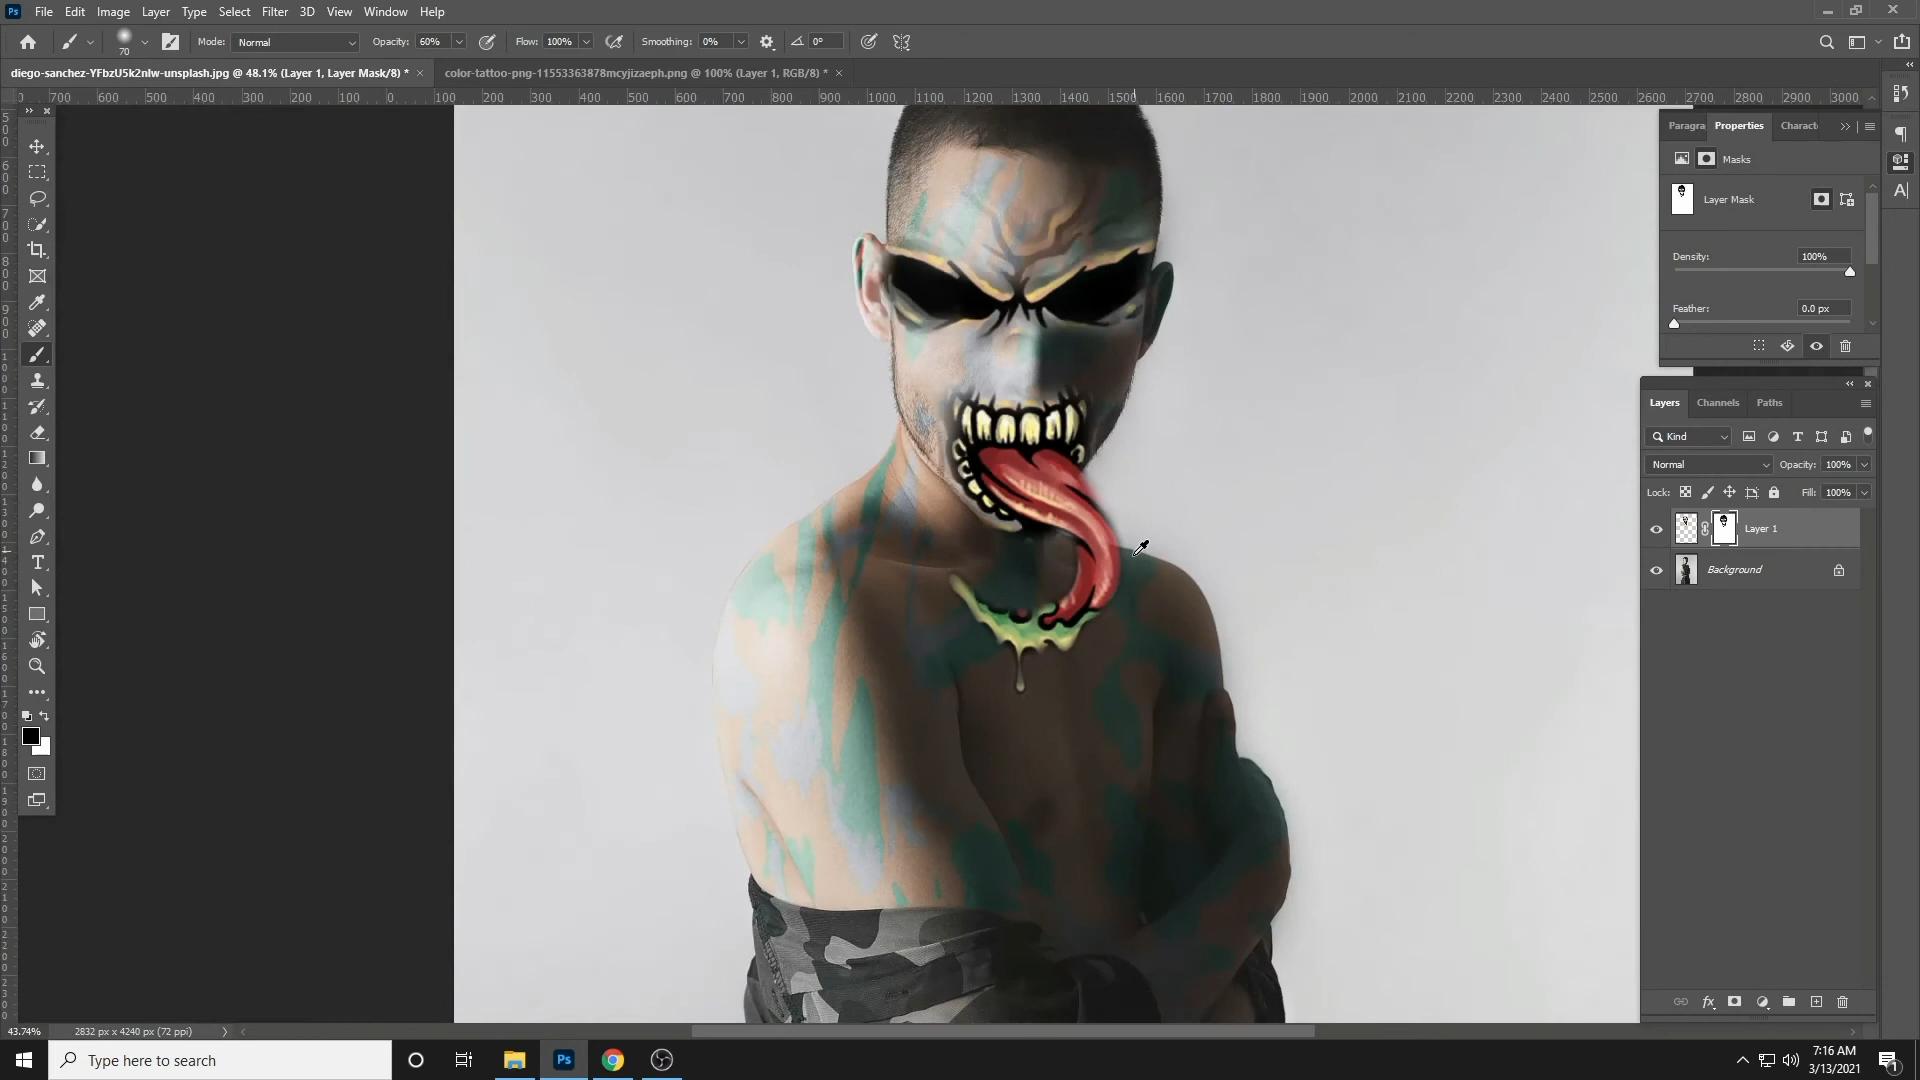 Ps File Edit Image Layer Type Select Filter 3D View Window Help
70 Mode: Normal Opacity: 60% Flow: 100% Smoothing: 0% 0°
diego-sanchez-YFbzU5k2nlw-unsplash.jpg @ 48.1% (Layer 1, Layer Mask/8) * × color-tattoo-png-11553363878mcyjizaeph.png @ 100% (Layer 1, RGB/8) * ×
700 600 500 400 300 200 100 0 100 200 300 400 500 600 700 800 900 1000 1100 1200 1300 1400 1500 1600 1700 1800 1900 2000 2100 2200 2300 2400 2500 2600 2700 2800 2900 3000
Paragra Properties Charact
Masks
Layer Mask
Density: 100%
Feather: 0.0 px
Layers Channels Paths
Kind
Normal Opacity: 100%
Lock: Fill: 100%
Layer 1
Background
43.74% 2832 px x 4240 px (72 ppi)
Type here to search
Ps
7:16 AM
3/13/2021
1